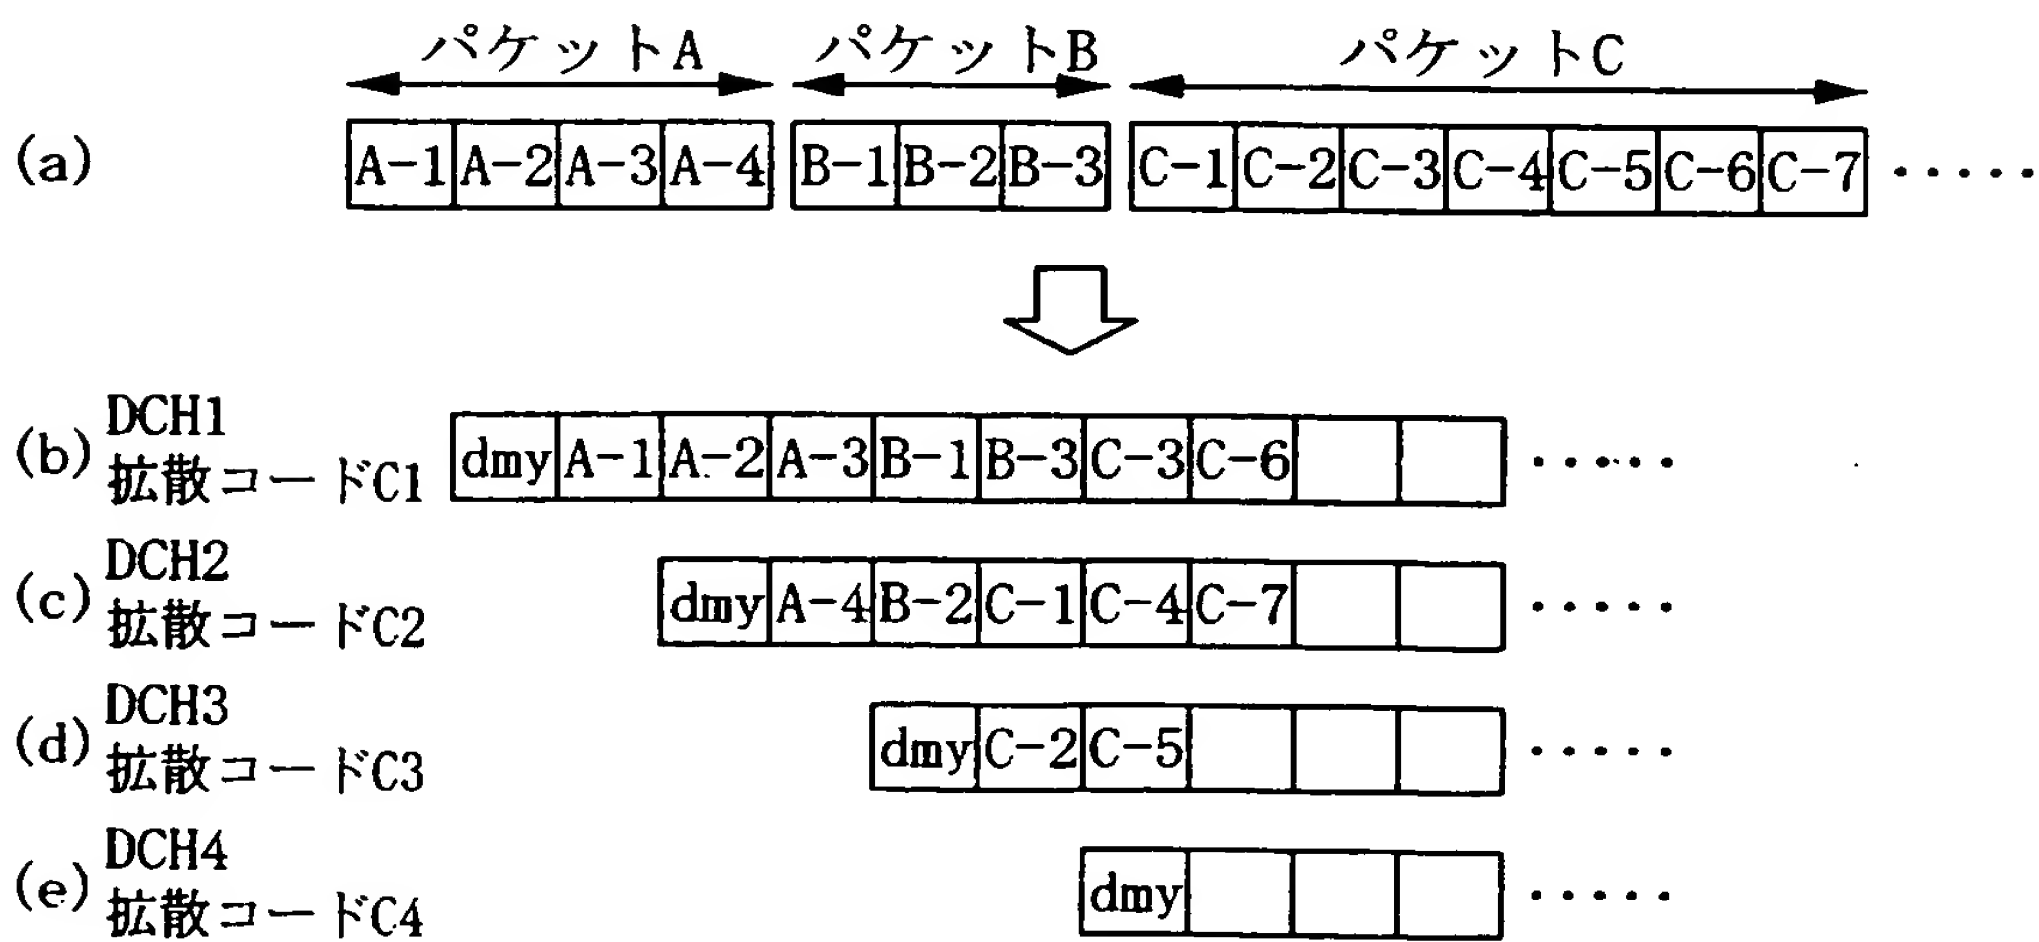 パケットA パケットB パケットC
(a) A-1 A-2 A-3 A-4 B-1 B-2 B-3 C-1 C-2 C-3 C-4 C-5 C-6 C-7 ・・・・・
(b) DCH1
拡散コードC1 dmy A-1 A-2 A-3 B-1 B-3 C-3 C-6 ・・・・・
(c) DCH2
拡散コードC2 dmy A-4 B-2 C-1 C-4 C-7 ・・・・・
(d) DCH3
拡散コードC3 dmy C-2 C-5 ・・・・・
(e) DCH4
拡散コードC4 dmy ・・・・・